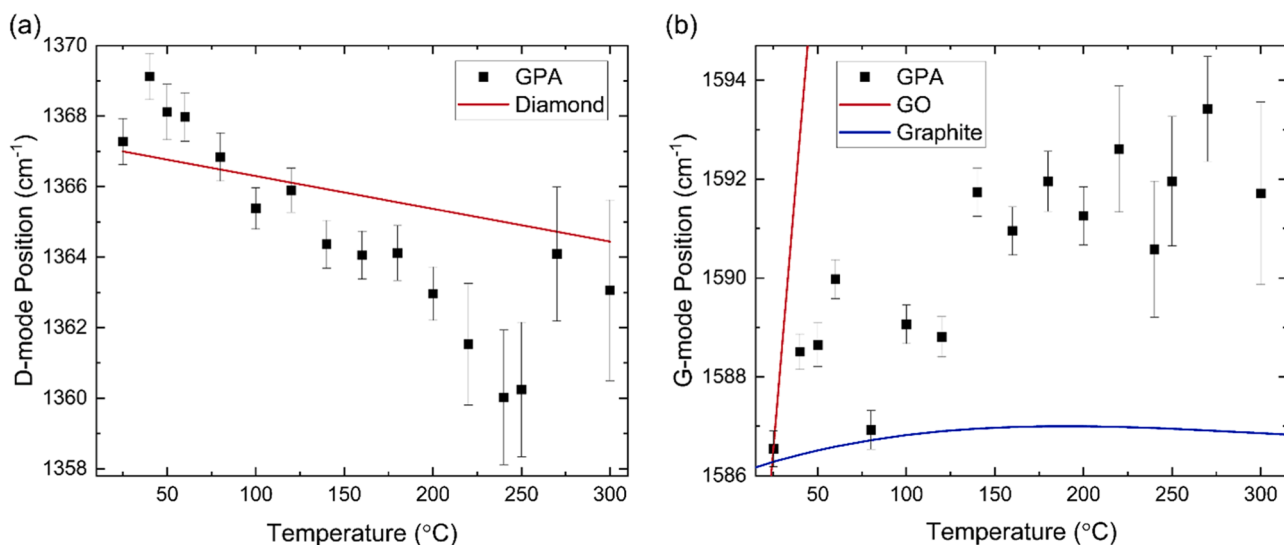 (a)
1370
1368
1366
1364
1362
1360
1358
D-mode Position (cm⁻¹)
GPA
Diamond
50 100 150 200 250 300
Temperature (°C)
(b)
1594
1592
1590
1588
1586
G-mode Position (cm⁻¹)
GPA
GO
Graphite
50 100 150 200 250 300
Temperature (°C)